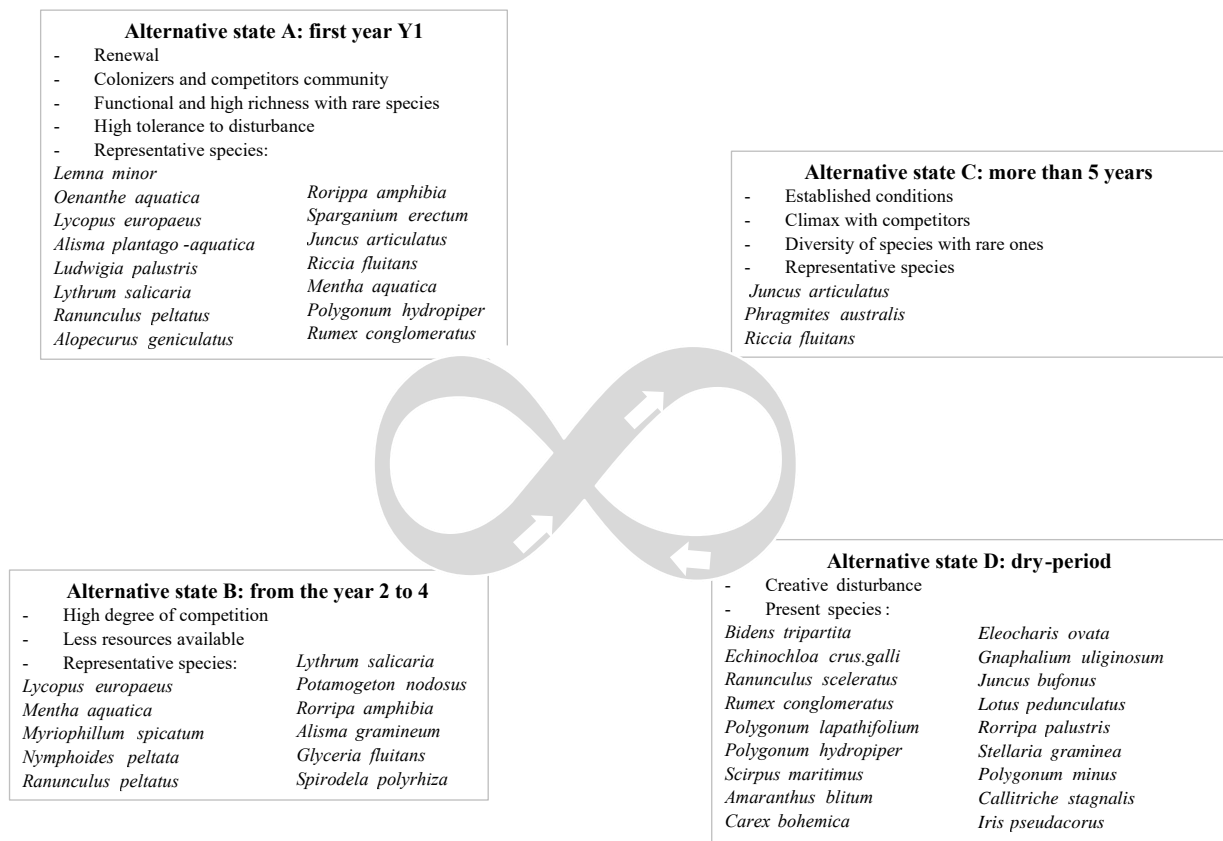 Alternative state A: first year Y1
- Renewal
- Colonizers and competitors community
- Functional and high richness with rare species
- High tolerance to disturbance
- Representative species:
Lemna minor
Oenanthe aquatica
Lycopus europaeus
Alisma plantago -aquatica
Ludwigia palustris
Lythrum salicaria
Ranunculus peltatus
Alopecurus geniculatus
Rorippa amphibia
Sparganium erectum
Juncus articulatus
Riccia fluitans
Mentha aquatica
Polygonum hydropiper
Rumex conglomeratus
Alternative state C: more than 5 years
- Established conditions
- Climax with competitors
- Diversity of species with rare ones
- Representative species
Juncus articulatus
Phragmites australis
Riccia fluitans
Alternative state B: from the year 2 to 4
- High degree of competition
- Less resources available
- Representative species:
Lycopus europaeus
Mentha aquatica
Myriophillum spicatum
Nymphoides peltata
Ranunculus peltatus
Lythrum salicaria
Potamogeton nodosus
Rorripa amphibia
Alisma gramineum
Glyceria fluitans
Spirodela polyrhiza
Alternative state D: dry-period
- Creative disturbance
- Present species :
Bidens tripartita
Echinochloa crus.galli
Ranunculus sceleratus
Rumex conglomeratus
Polygonum lapathifolium
Polygonum hydropiper
Scirpus maritimus
Amaranthus blitum
Carex bohemica
Eleocharis ovata
Gnaphalium uliginosum
Juncus bufonus
Lotus pedunculatus
Rorripa palustris
Stellaria graminea
Polygonum minus
Callitriche stagnalis
Iris pseudacorus